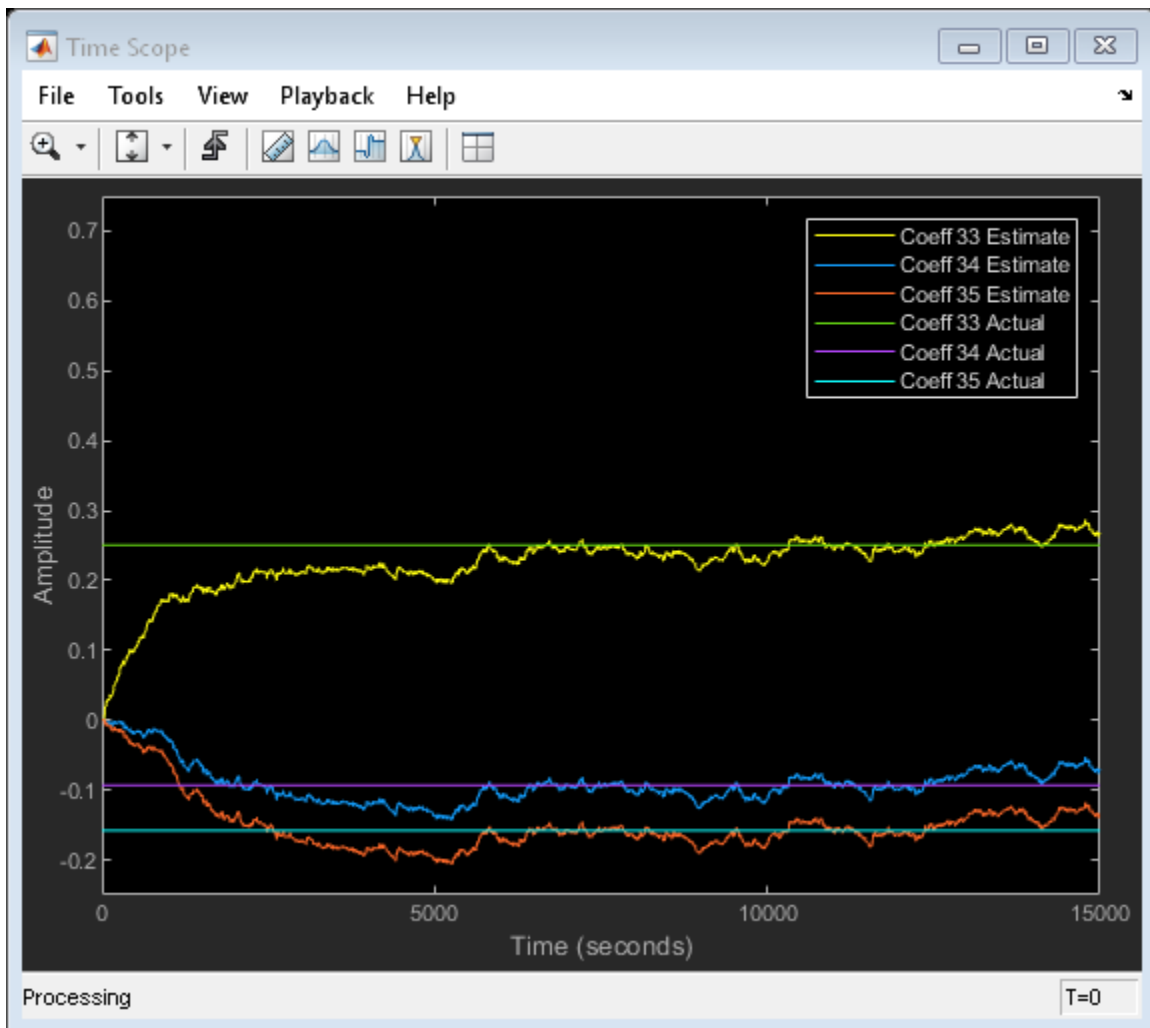 Time Scope
File Tools View Playback Help
0.7
0.6
0.5
0.4
0.3
0.2
0.1
0
-0.1
-0.2
Amplitude
Coeff 33 Estimate
Coeff 34 Estimate
Coeff 35 Estimate
Coeff 33 Actual
Coeff 34 Actual
Coeff 35 Actual
0 5000 10000 15000
Time (seconds)
Processing T=0